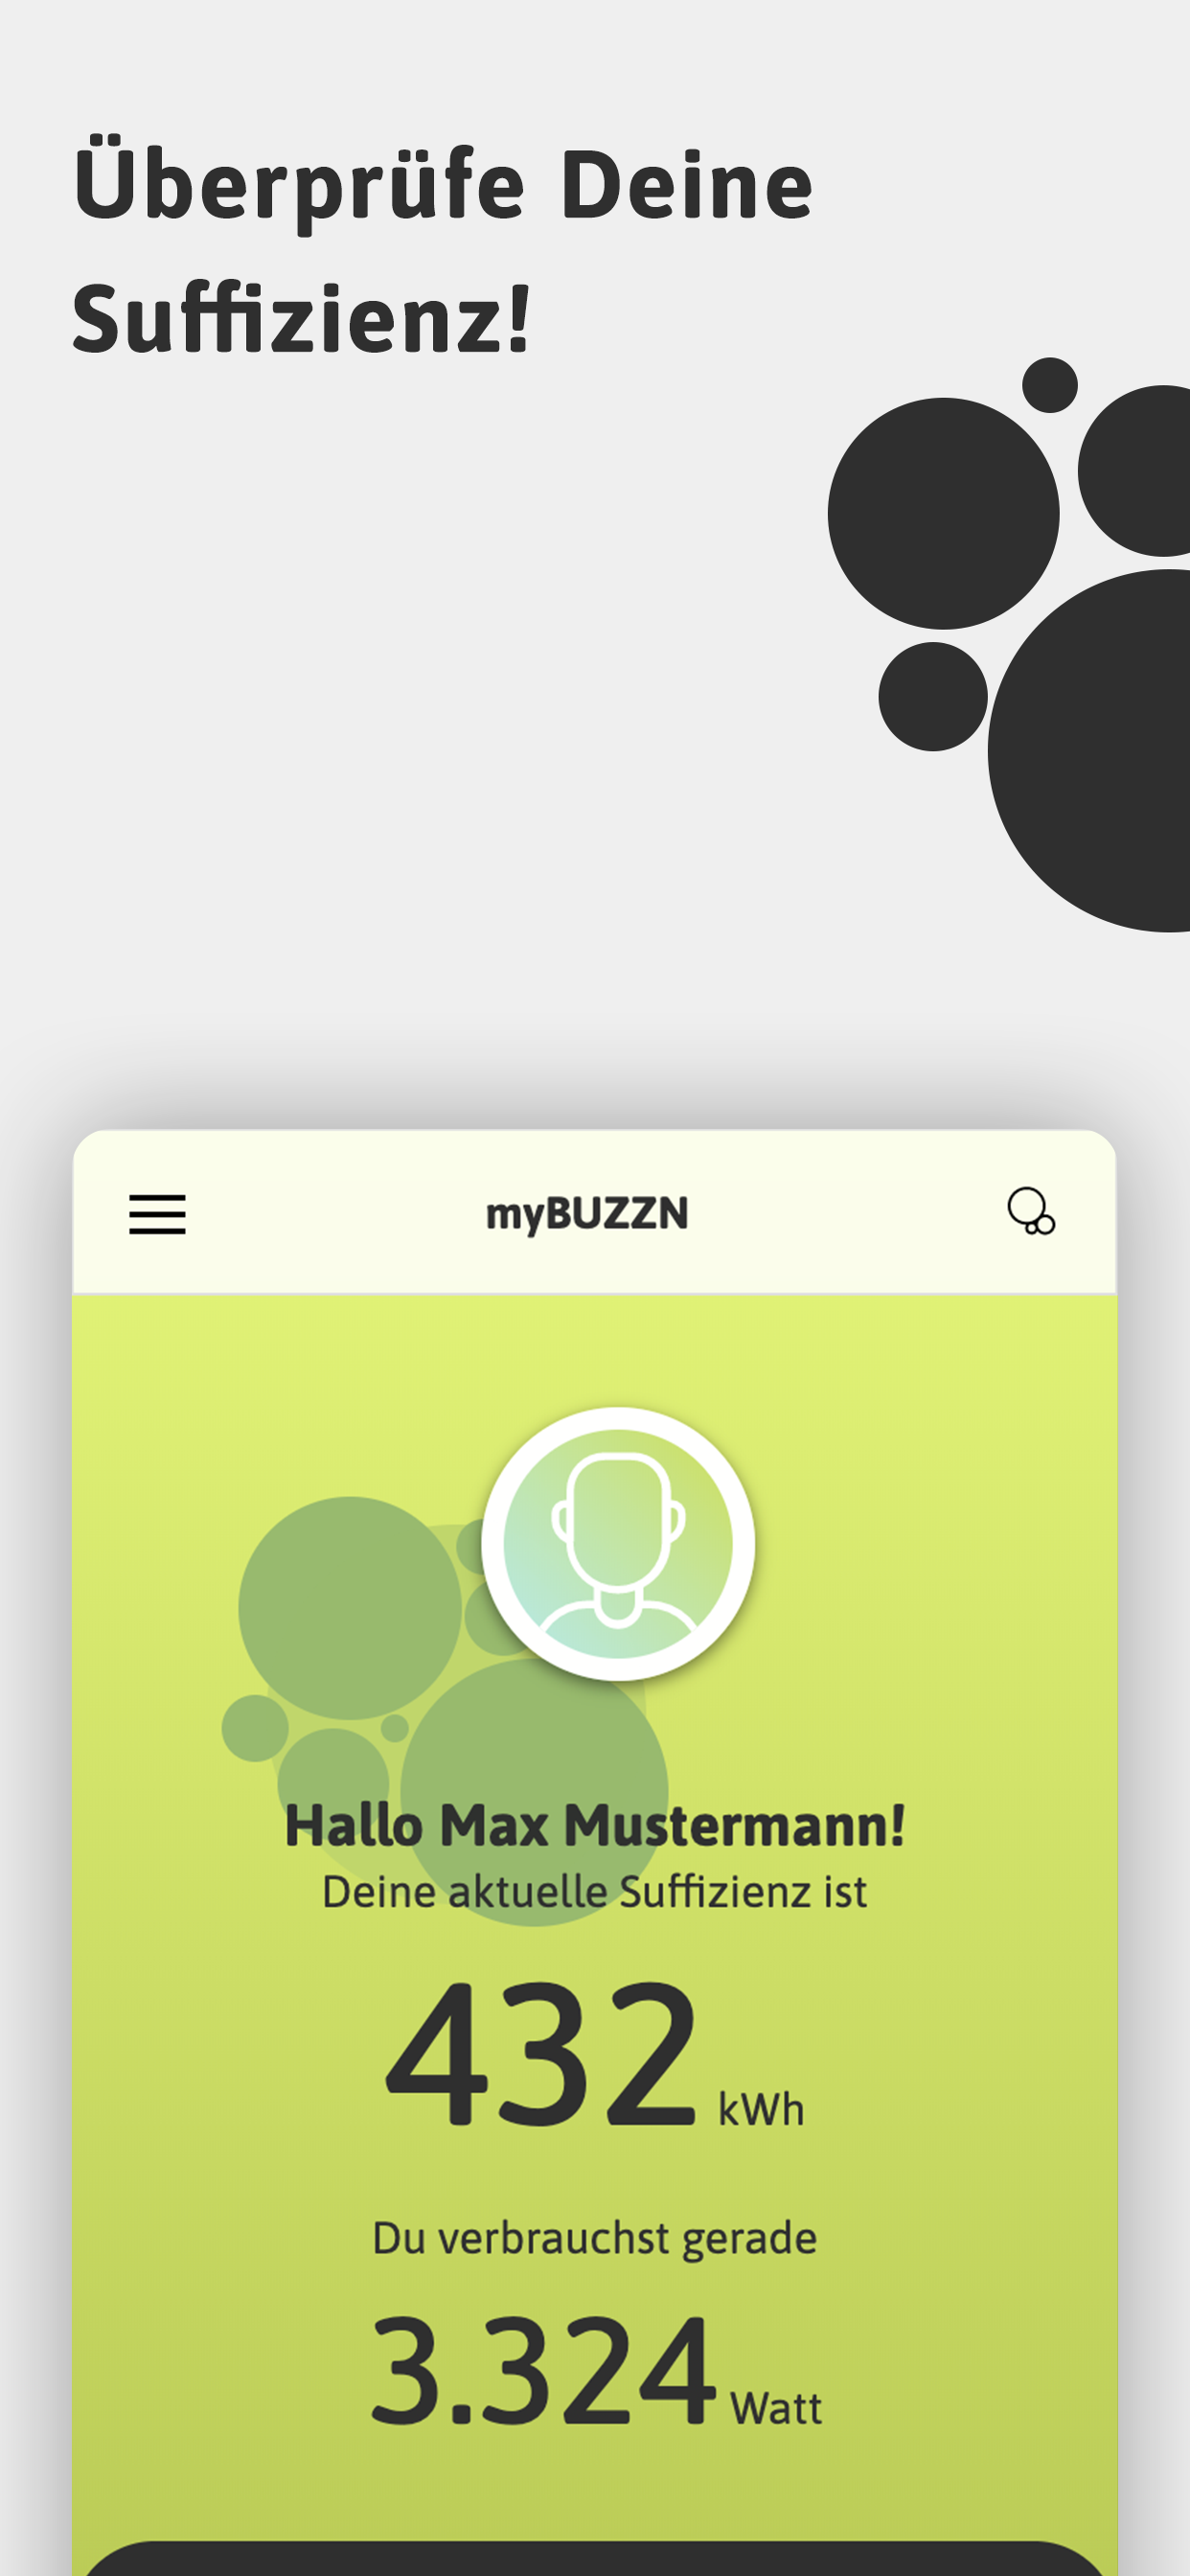 Überprüfe Deine
Suffizienz!
myBUZZN
Hallo Max Mustermann!
Deine aktuelle Suffizienz ist
432 kWh
Du verbrauchst gerade
3.324 Watt